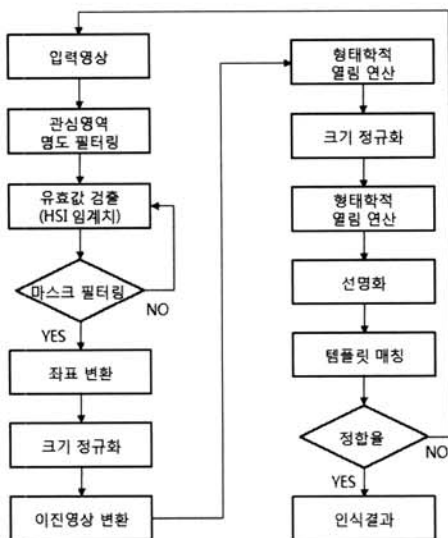 입력영상
관심영역
명도 필터링
유효값 검출
(HSI 임계치)
마스크 필터링
NO
YES
좌표 변환
크기 정규화
이진영상 변환
형태학적
열림 연산
크기 정규화
형태학적
열림 연산
선명화
템플릿 매칭
정합율
NO
YES
인식결과